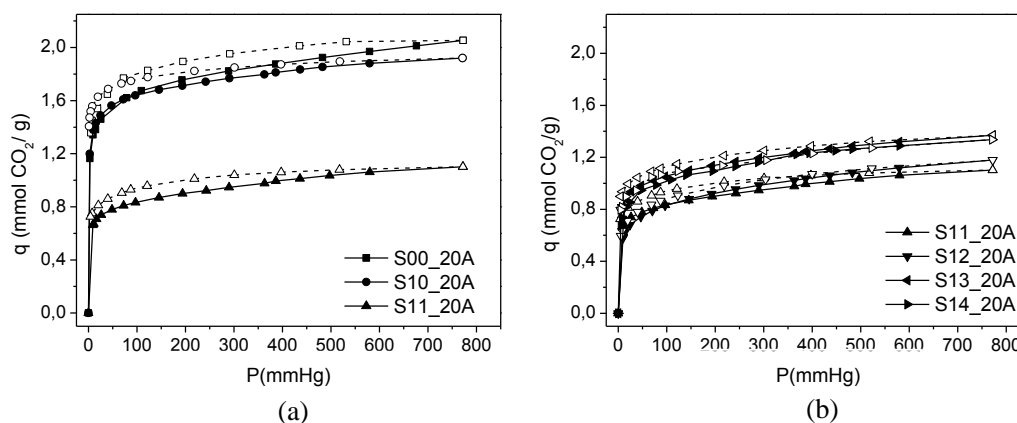 2,0
1,6
1,2
0,8
0,4
0,0
q (mmol CO₂/ g)
0 100 200 300 400 500 600 700 800
P(mmHg)
S00_20A
S10_20A
S11_20A
(a)
2,0
1,6
1,2
0,8
0,4
0,0
q (mmol CO₂/ g)
0 100 200 300 400 500 600 700 800
P(mmHg)
S11_20A
S12_20A
S13_20A
S14_20A
(b)